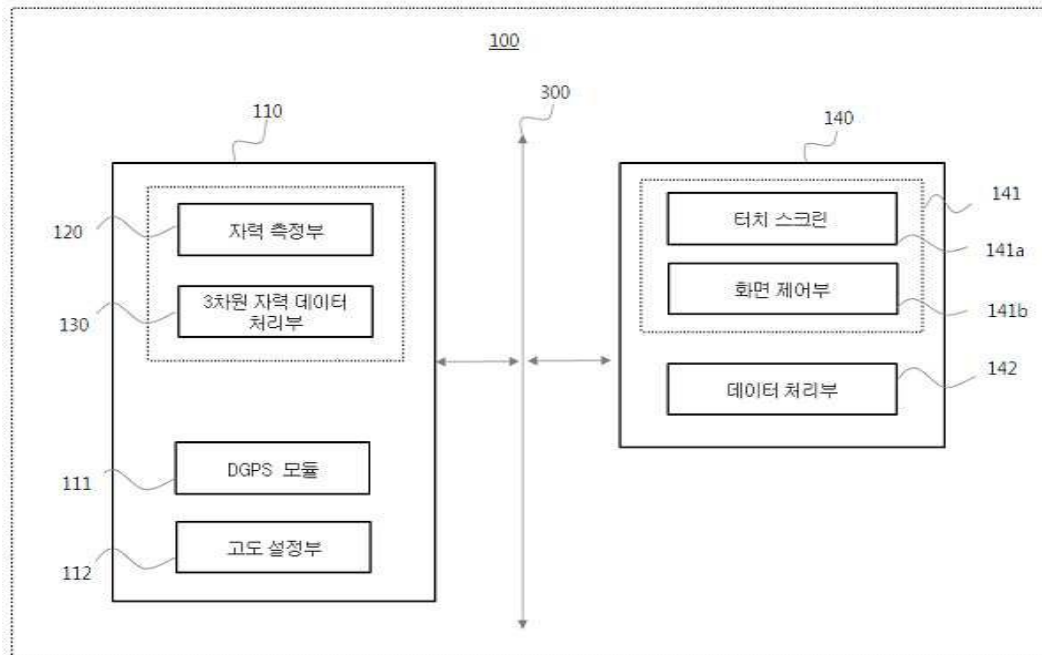 100
300
110
140
120
자력 측정부
터치 스크린
141
141a
130
3차원 자력 데이터
처리부
화면 제어부
141b
데이터 처리부
142
111
DGPS 모듈
112
고도 설정부